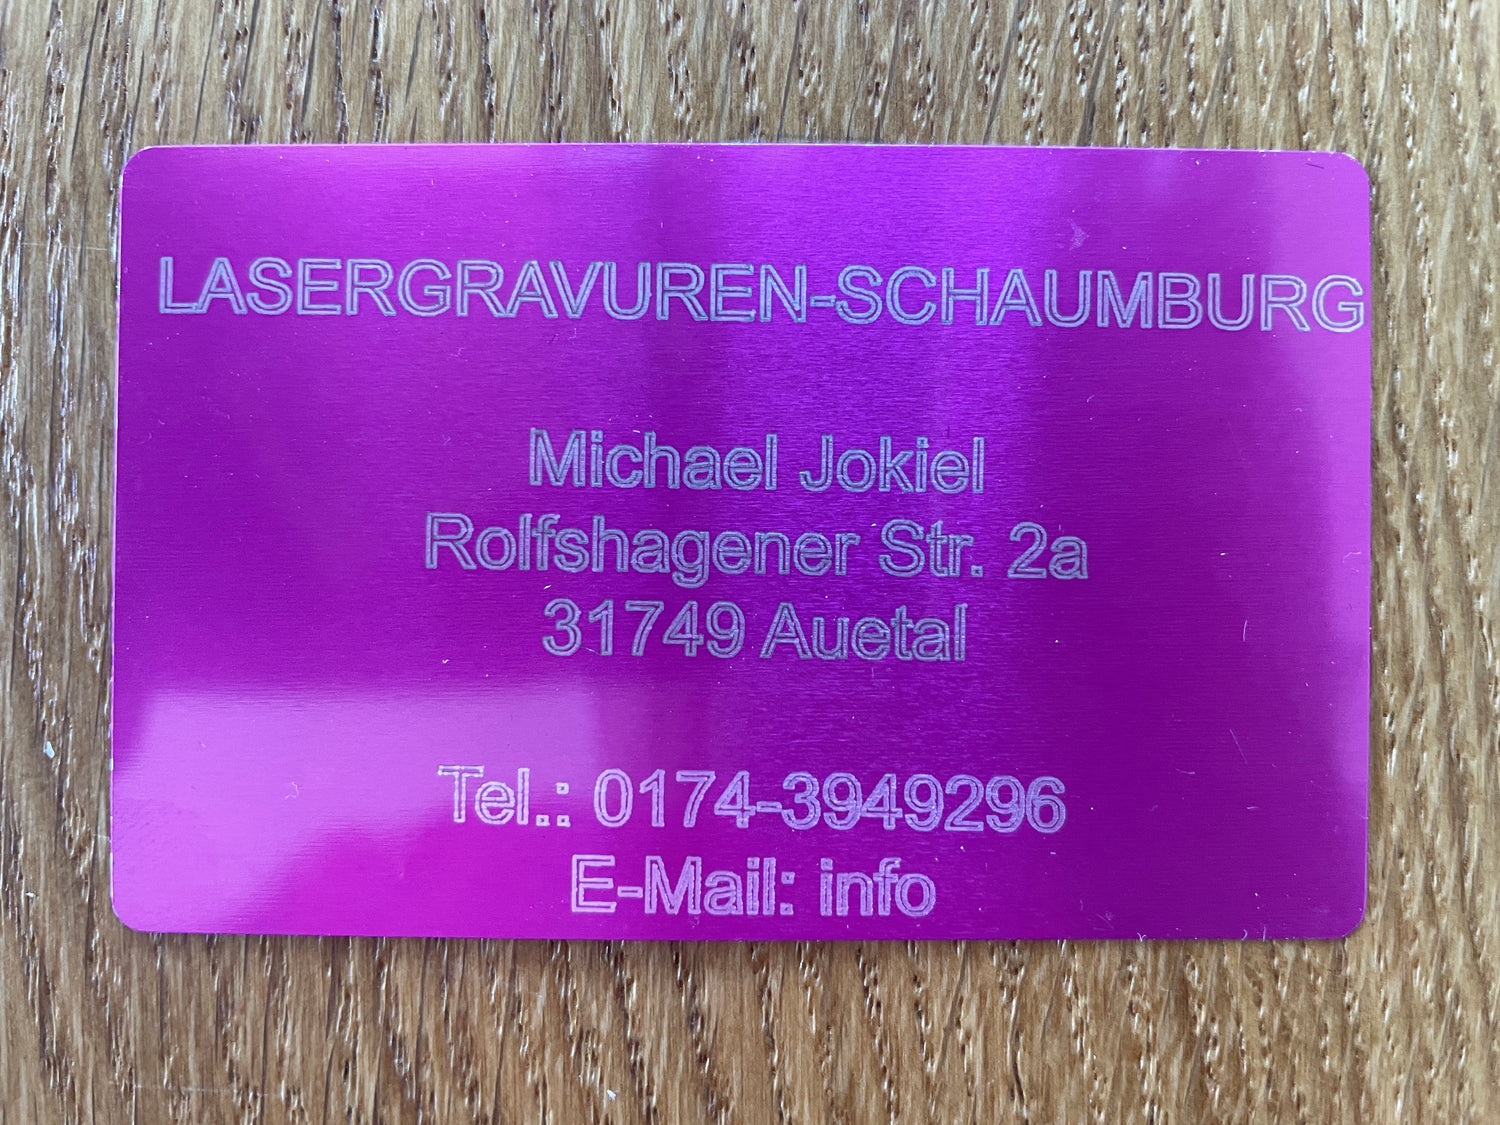 LASERGRAVUREN-SCHAUMBURG
Michael Jokiel
Rolfshagener Str. 2a
31749 Auetal
Tel.: 0174-3949296
E-Mail: info